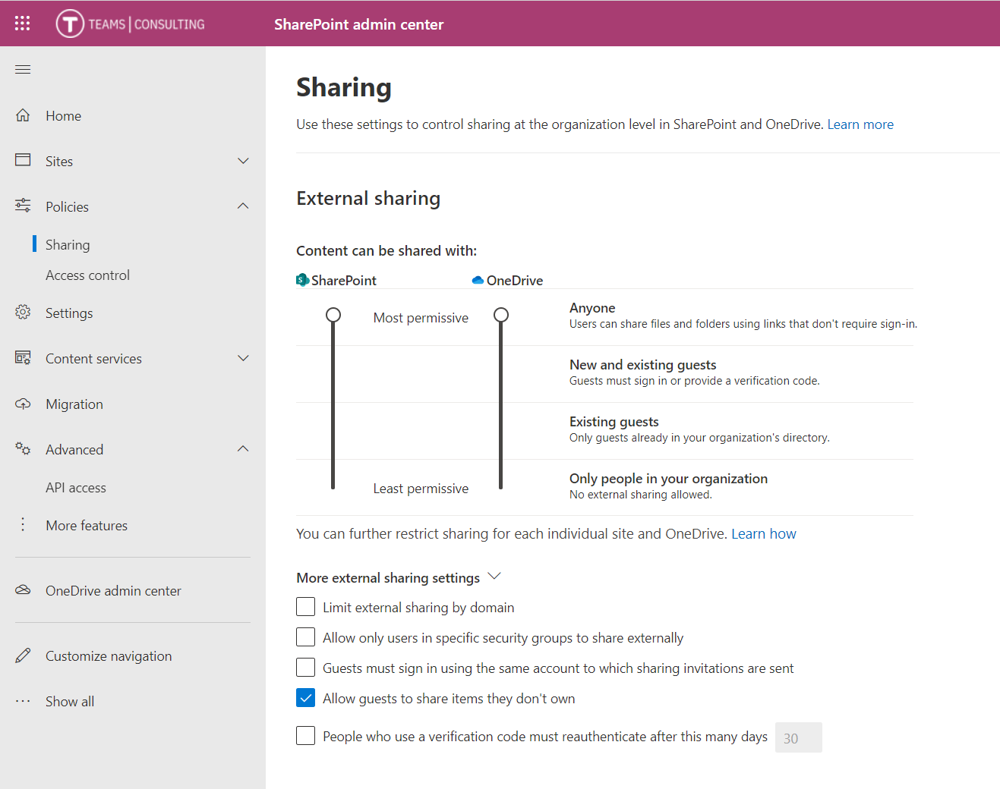 TEAMS | CONSULTING
SharePoint admin center
Home
Sites
Policies
Sharing
Access control
Settings
Content services
Migration
Advanced
API access
More features
OneDrive admin center
Customize navigation
Show all
Sharing
Use these settings to control sharing at the organization level in SharePoint and OneDrive. Learn more
External sharing
Content can be shared with:
SharePoint OneDrive
Most permissive
Anyone
Users can share files and folders using links that don't require sign-in.
New and existing guests
Guests must sign in or provide a verification code.
Existing guests
Only guests already in your organization's directory.
Least permissive
Only people in your organization
No external sharing allowed.
You can further restrict sharing for each individual site and OneDrive. Learn how
More external sharing settings
Limit external sharing by domain
Allow only users in specific security groups to share externally
Guests must sign in using the same account to which sharing invitations are sent
Allow guests to share items they don't own
People who use a verification code must reauthenticate after this many days 30